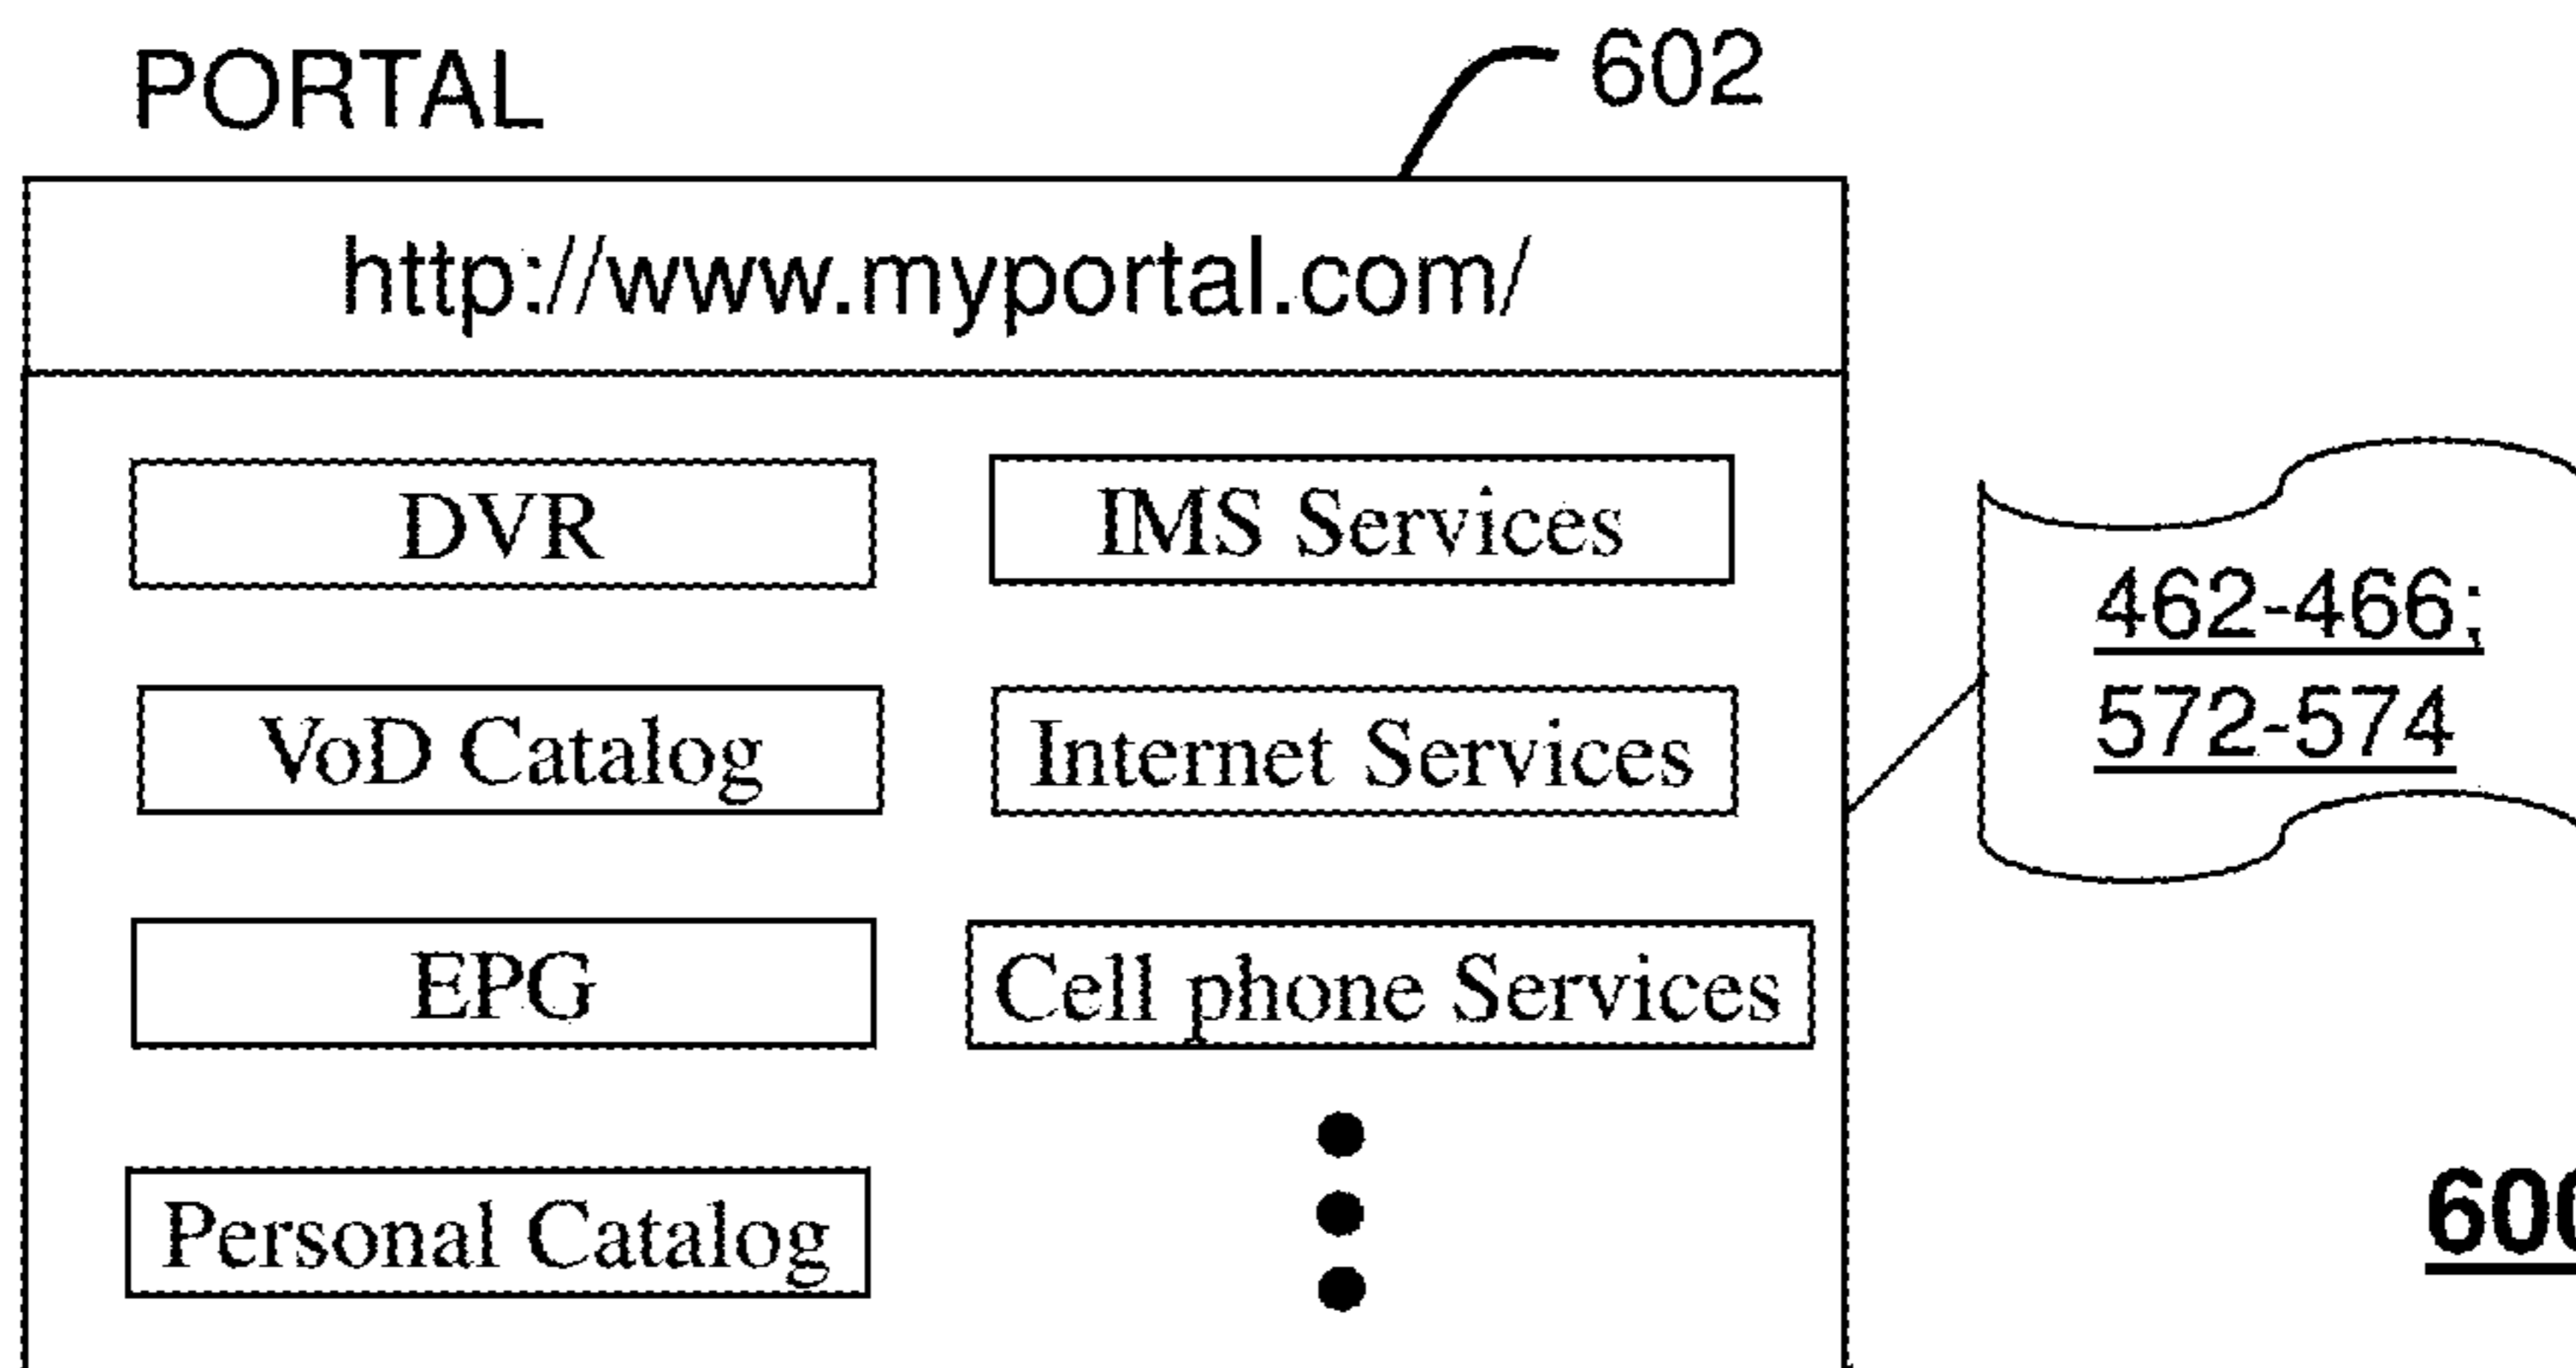 PORTAL
602
http://www.myportal.com/
DVR
IMS Services
462-466;
572-574
VoD Catalog
Internet Services
EPG
Cell phone Services
Personal Catalog